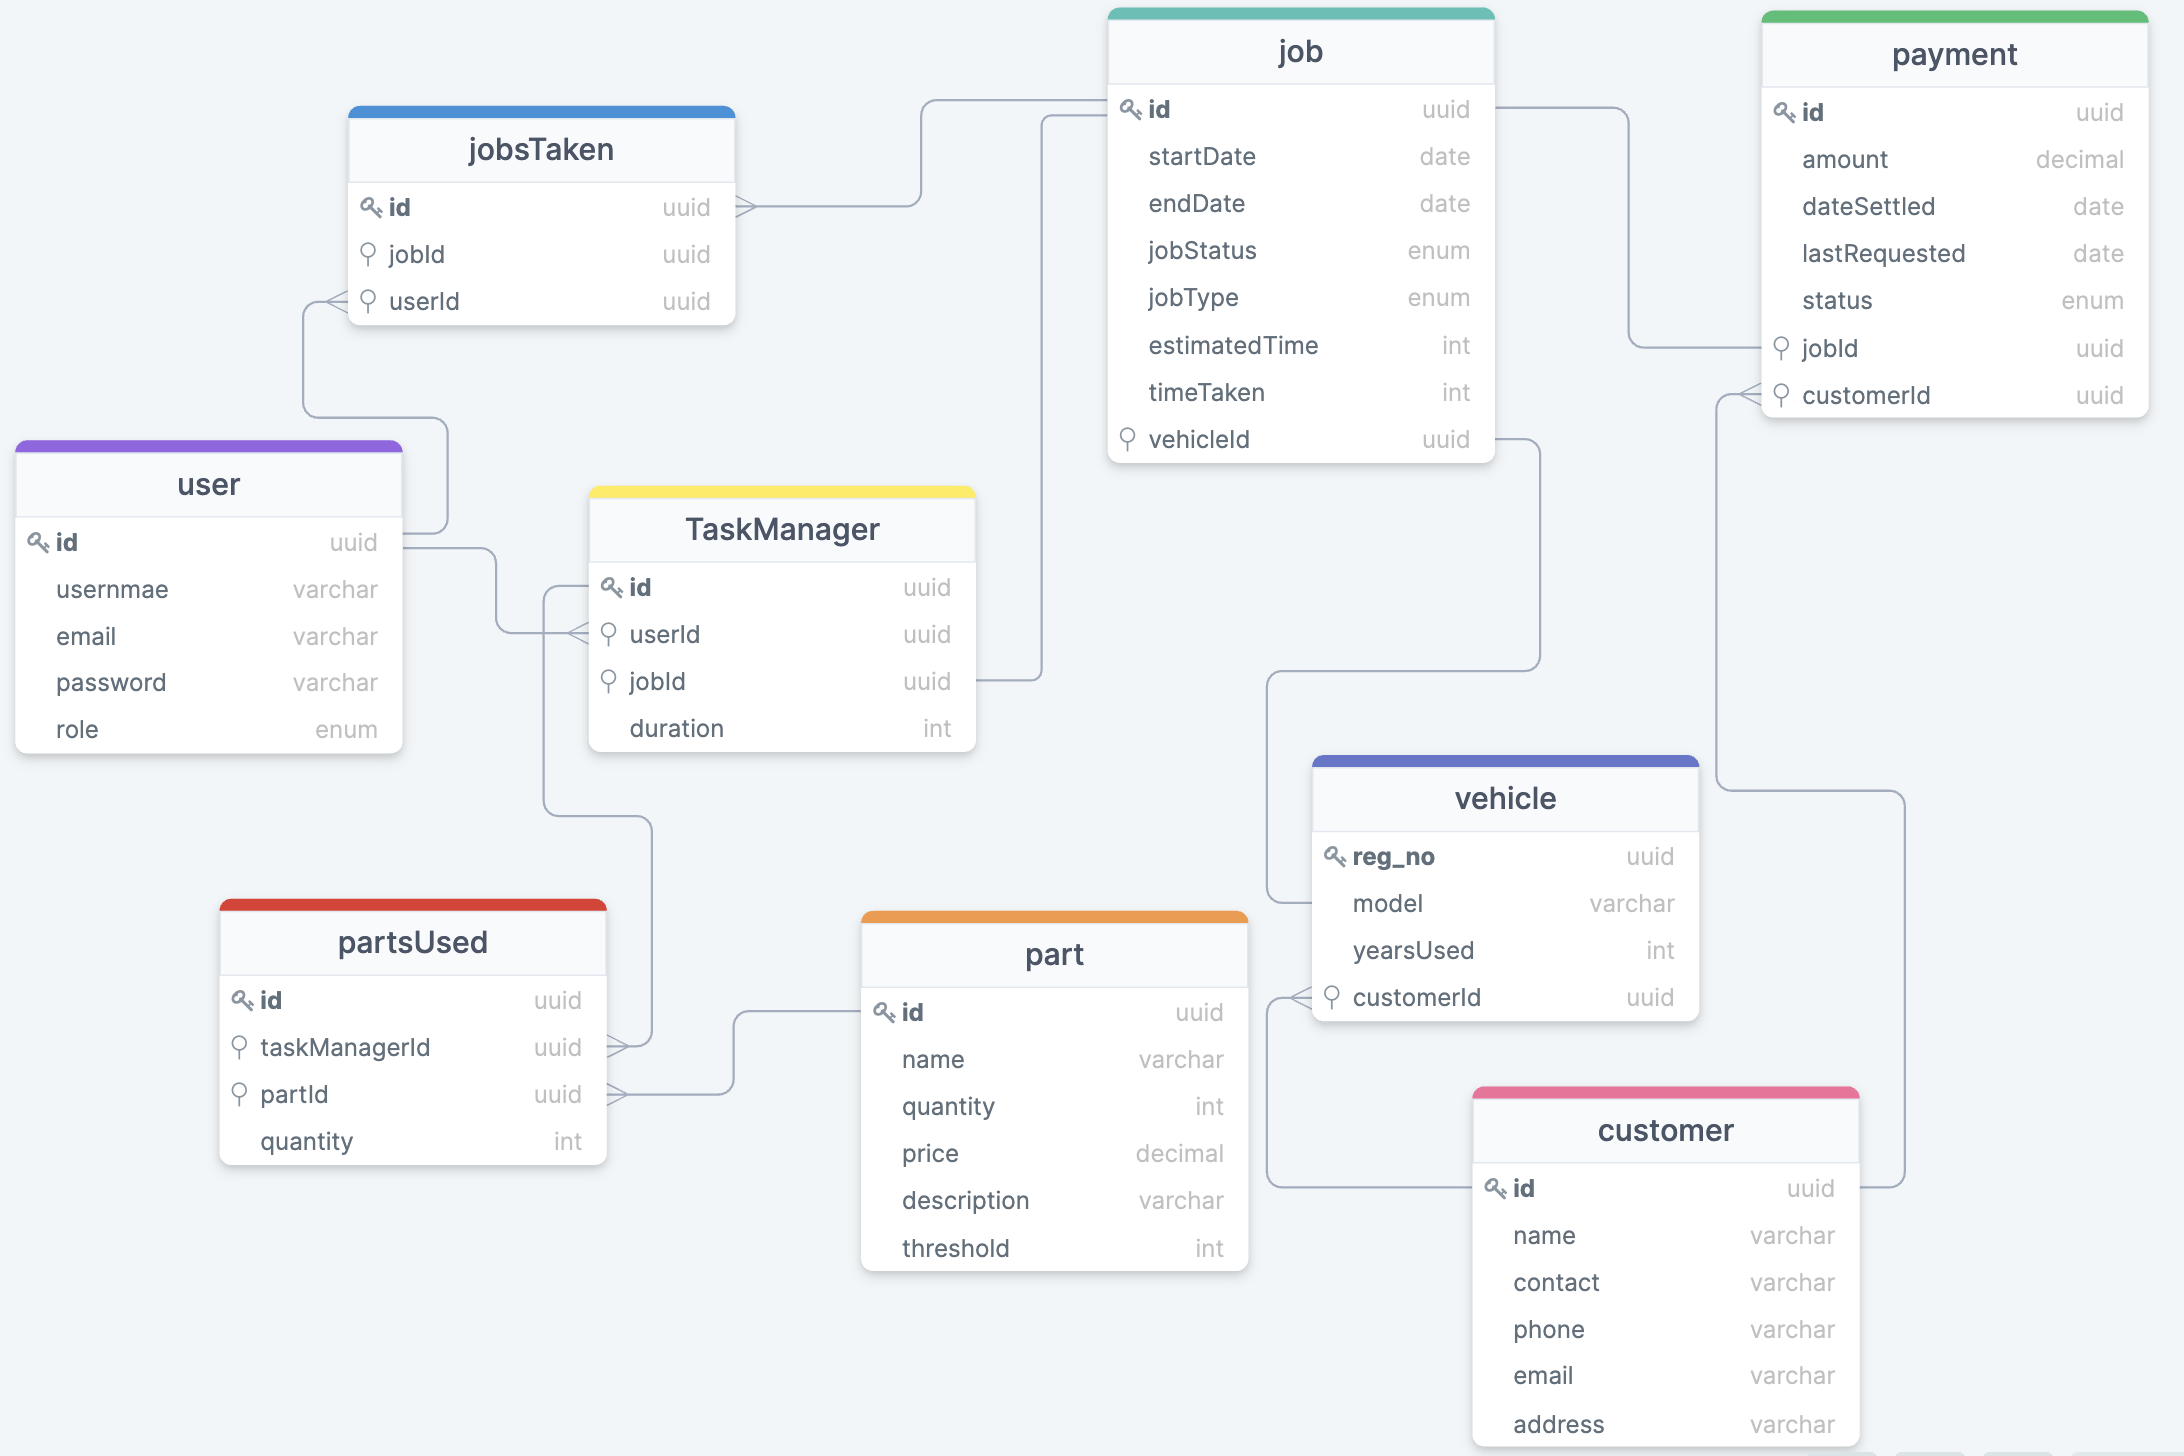 jobsTaken
id uuid
jobId uuid
userId uuid
job
id uuid
startDate date
endDate date
jobStatus enum
jobType enum
estimatedTime int
timeTaken int
vehicleId uuid
payment
id uuid
amount decimal
dateSettled date
lastRequested date
status enum
jobId uuid
customerId uuid
user
id uuid
usernmae varchar
email varchar
password varchar
role enum
TaskManager
id uuid
userId uuid
jobId uuid
duration int
vehicle
reg_no uuid
model varchar
yearsUsed int
customerId uuid
partsUsed
id uuid
taskManagerId uuid
partId uuid
quantity int
part
id uuid
name varchar
quantity int
price decimal
description varchar
threshold int
customer
id uuid
name varchar
contact varchar
phone varchar
email varchar
address varchar